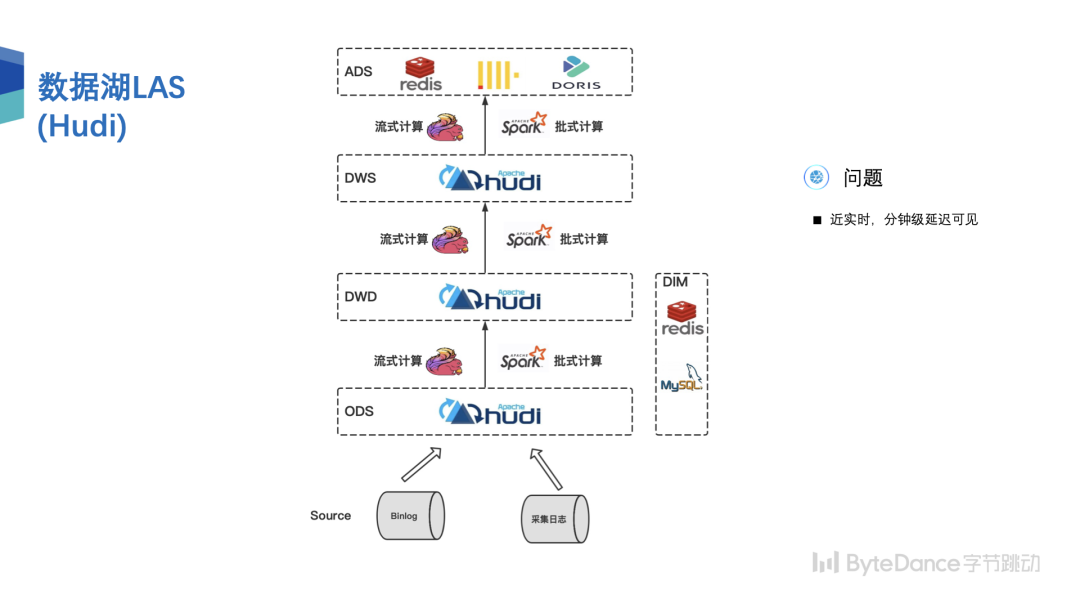 数据湖LAS
(Hudi)
ADS
redis
DORIS
流式计算
APACHE
Spark
批式计算
DWS
Apache
hudi
流式计算
APACHE
Spark
批式计算
DWD
Apache
hudi
DIM
redis
MySQL
流式计算
APACHE
Spark
批式计算
ODS
Apache
hudi
Source
Binlog
采集日志
问题
■ 近实时，分钟级延迟可见
ByteDance字节跳动